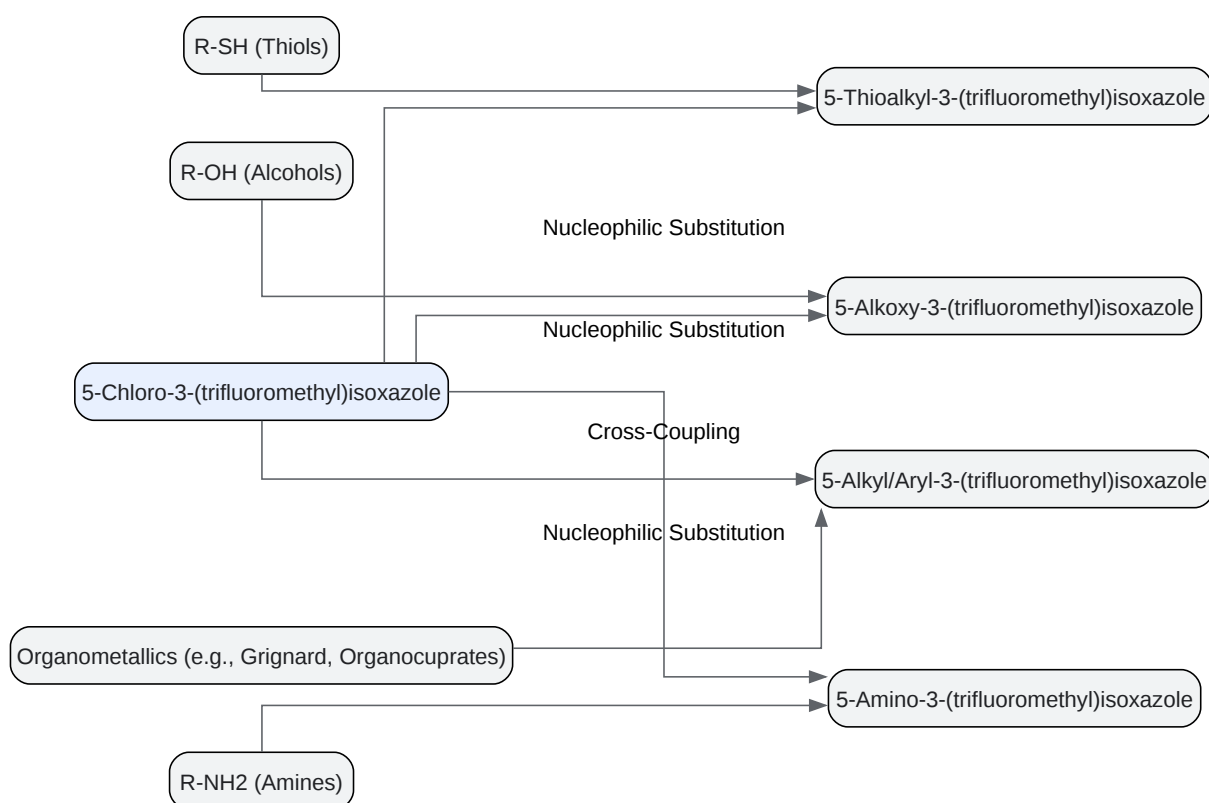 R-SH (Thiols)
5-Thioalkyl-3-(trifluoromethyl)isoxazole
R-OH (Alcohols)
Nucleophilic Substitution
5-Alkoxy-3-(trifluoromethyl)isoxazole
Nucleophilic Substitution
5-Chloro-3-(trifluoromethyl)isoxazole
Cross-Coupling
5-Alkyl/Aryl-3-(trifluoromethyl)isoxazole
Nucleophilic Substitution
Organometallics (e.g., Grignard, Organocuprates)
5-Amino-3-(trifluoromethyl)isoxazole
R-NH2 (Amines)